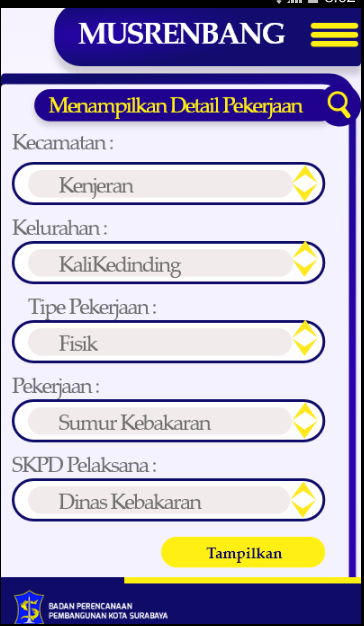 MUSRENBANG
Menampilkan Detail Pekerjaan
Kecamatan :
Kenjeran
Kelurahan :
KaliKedinding
Tipe Pekerjaan :
Fisik
Pekerjaan :
Sumur Kebakaran
SKPD Pelaksana :
Dinas Kebakaran
Tampilkan
BADAN PERENCANAAN
PEMBANGUNAN KOTA SURABAYA